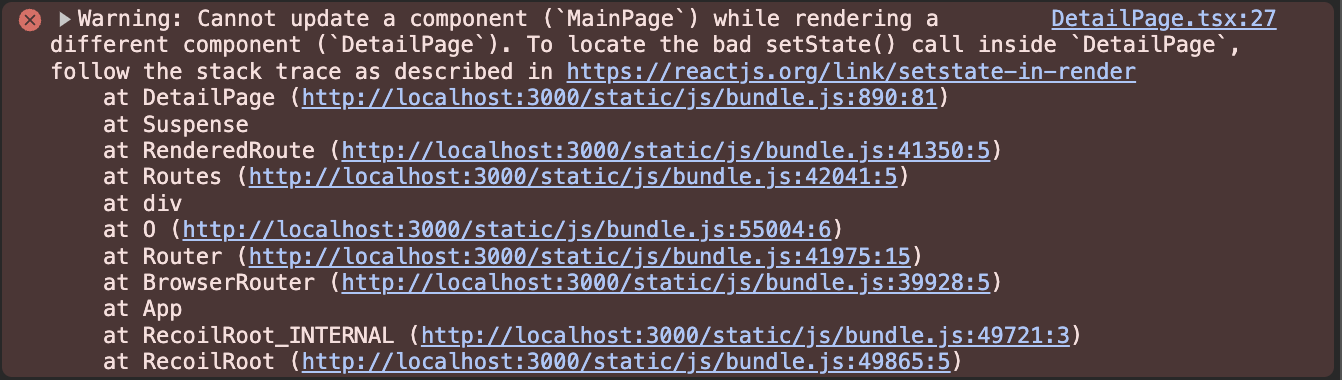 ▶Warning: Cannot update a component (`MainPage`) while rendering a DetailPage.tsx:27
different component (`DetailPage`). To locate the bad setState() call inside `DetailPage`,
follow the stack trace as described in https://reactjs.org/link/setstate-in-render
at DetailPage (http://localhost:3000/static/js/bundle.js:890:81)
at Suspense
at RenderedRoute (http://localhost:3000/static/js/bundle.js:41350:5)
at Routes (http://localhost:3000/static/js/bundle.js:42041:5)
at div
at O (http://localhost:3000/static/js/bundle.js:55004:6)
at Router (http://localhost:3000/static/js/bundle.js:41975:15)
at BrowserRouter (http://localhost:3000/static/js/bundle.js:39928:5)
at App
at RecoilRoot_INTERNAL (http://localhost:3000/static/js/bundle.js:49721:3)
at RecoilRoot (http://localhost:3000/static/js/bundle.js:49865:5)